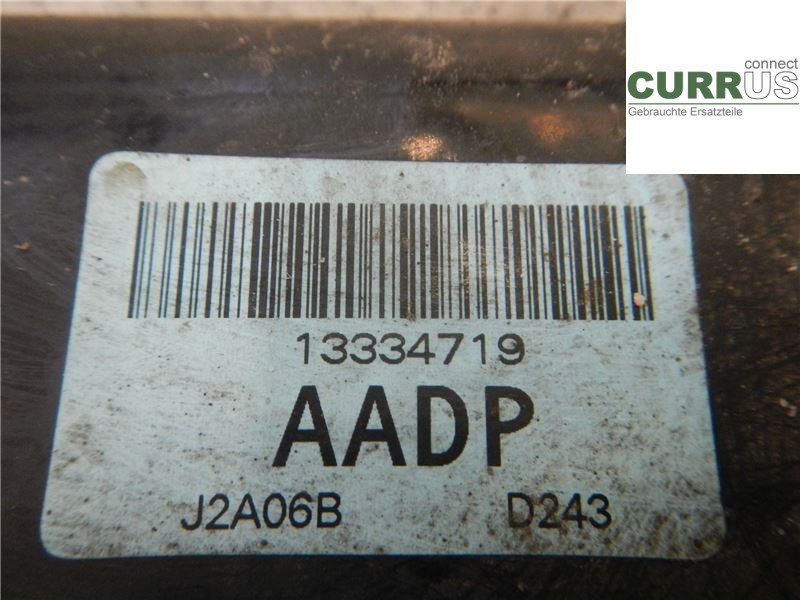 connect
CURRUS
Gebrauchte Ersatzteile
13334719
AADP
J2A06B D243